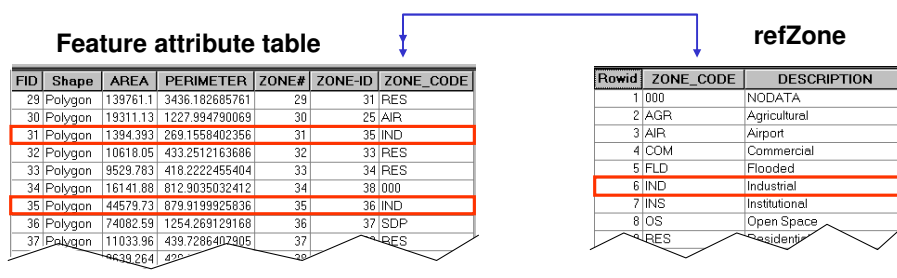 Feature attribute table
refZone
FID Shape AREA PERIMETER ZONE# ZONE-ID ZONE_CODE
29 Polygon 139761.1 3436.182685761 29 31 RES
30 Polygon 19311.13 1227.994790069 30 25 AIR
31 Polygon 1394.393 269.1558402356 31 35 IND
32 Polygon 10618.05 433.2512163686 32 33 RES
33 Polygon 9529.783 418.2222455404 33 34 RES
34 Polygon 16141.88 812.9035032412 34 38 000
35 Polygon 44579.73 879.9199925836 35 36 IND
36 Polygon 74082.59 1254.269129168 36 37 SDP
37 Polygon 11033.96 439.7286407905 37 RES
Rowid ZONE_CODE DESCRIPTION
1 000 NODATA
2 AGR Agricultural
3 AIR Airport
4 COM Commercial
5 FLD Flooded
6 IND Industrial
7 INS Institutional
8 OS Open Space
RES